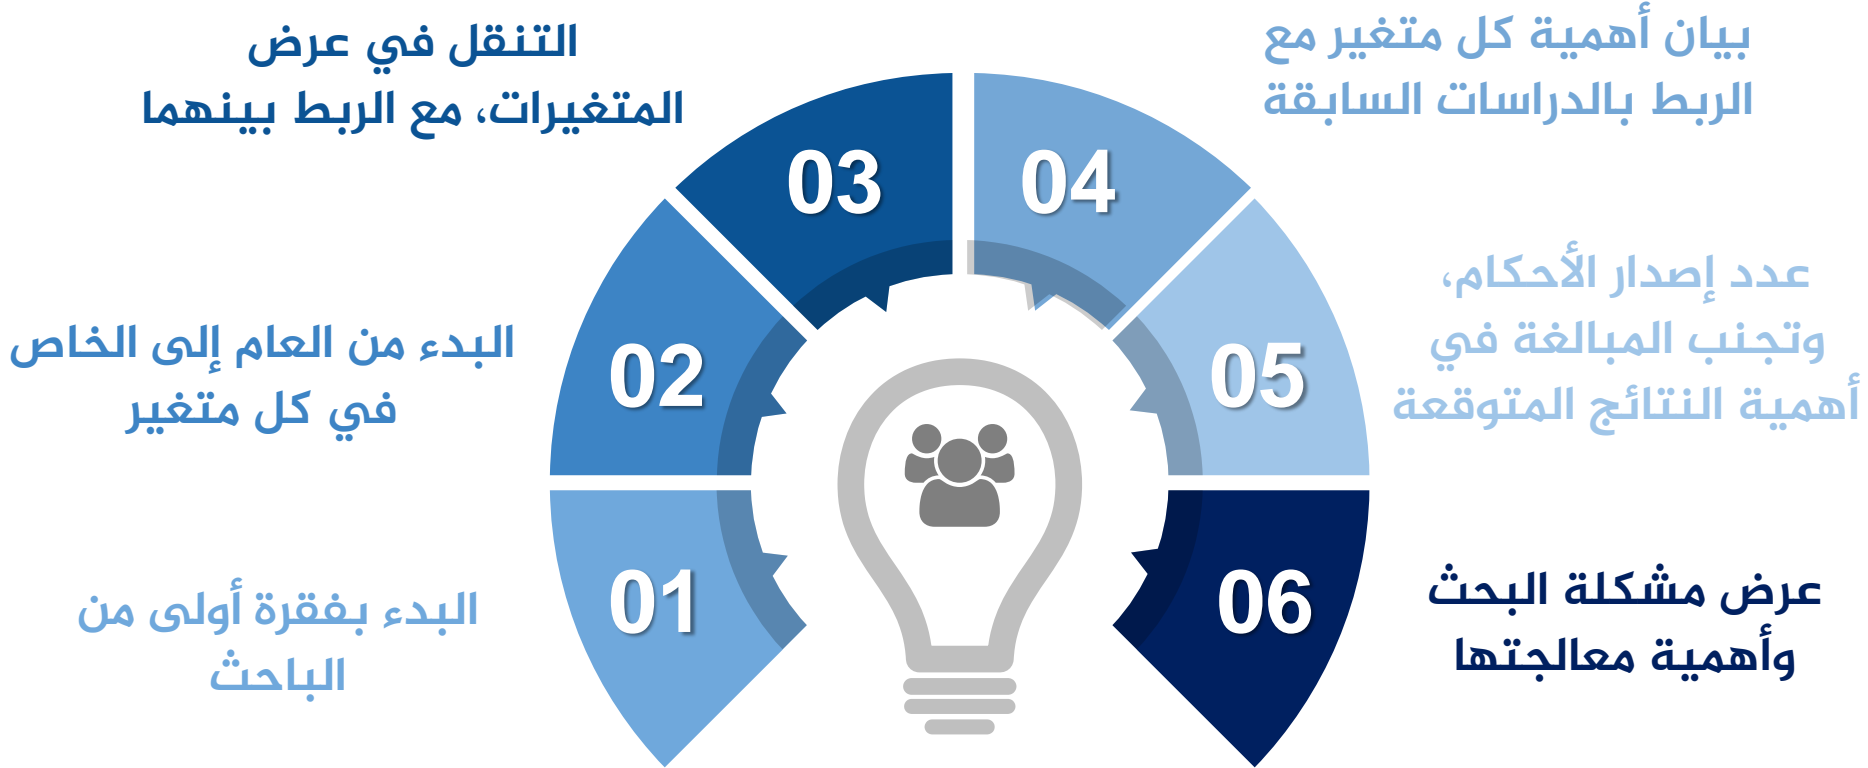 01
البدء بفقرة أولى من
الباحث
02
البدء من العام إلى الخاص
في كل متغير
03
التنقل في عرض
المتغيرات، مع الربط بينهما
04
بيان أهمية كل متغير مع
الربط بالدراسات السابقة
05
عدد إصدار الأحكام،
وتجنب المبالغة في
أهمية النتائج المتوقعة
06
عرض مشكلة البحث
وأهمية معالجتها